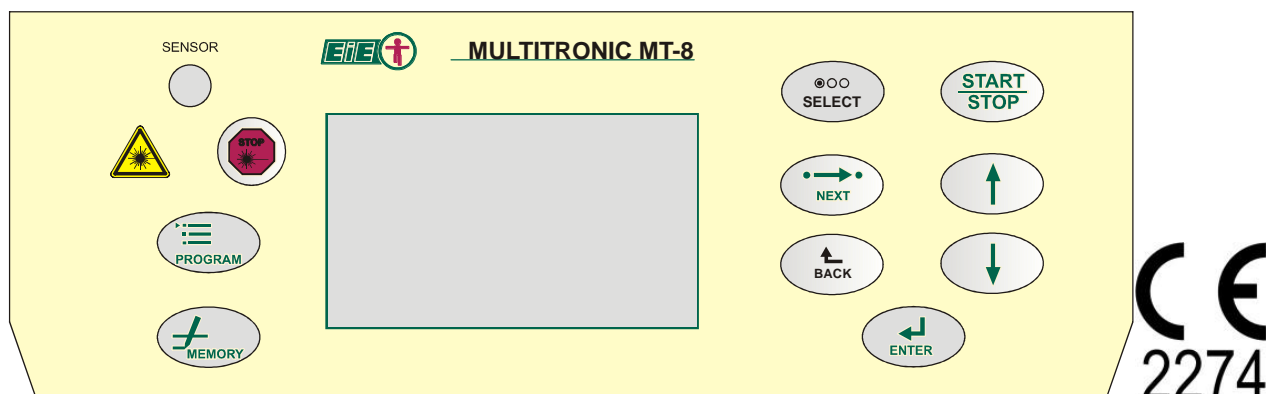 SENSOR
EiE
MULTITRONIC MT-8
SELECT
START
STOP
STOP
NEXT
PROGRAM
BACK
MEMORY
ENTER
CE
2274